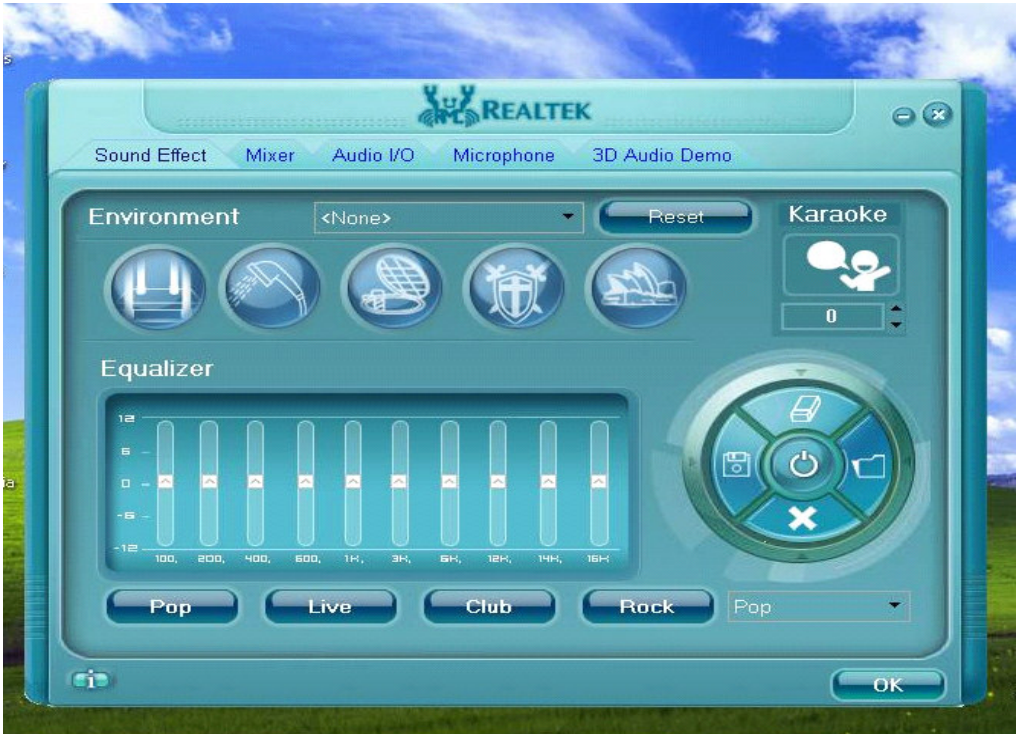 s
REALTEK
Sound Effect Mixer Audio I/O Microphone 3D Audio Demo
Environment <None> Reset Karaoke
0
Equalizer
12
6
0
-6
-12
100, 200, 400, 600, 1K, 3K, 6K, 12K, 14K, 16K
ia
Pop Live Club Rock Pop
i
OK